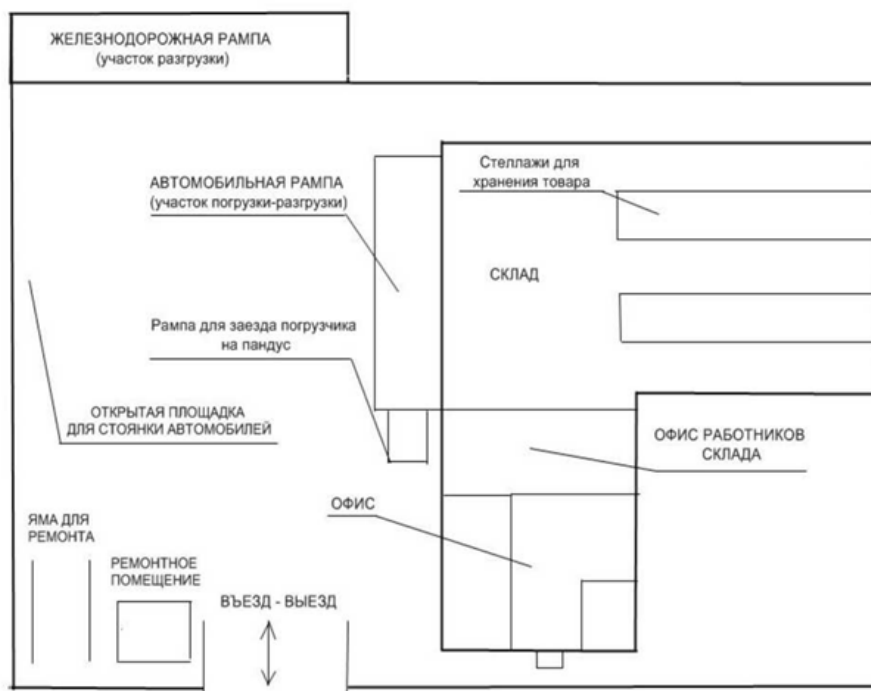 ЖЕЛЕЗНОДОРОЖНАЯ РАМПА
(участок разгрузки)
АВТОМОБИЛЬНАЯ РАМПА
(участок погрузки-разгрузки)
Стеллажи для
хранения товара
СКЛАД
Рампа для заезда погрузчика
на пандус
ОТКРЫТАЯ ПЛОЩАДКА
ДЛЯ СТОЯНКИ АВТОМОБИЛЕЙ
ОФИС РАБОТНИКОВ
СКЛАДА
ОФИС
ЯМА ДЛЯ
РЕМОНТА
РЕМОНТНОЕ
ПОМЕЩЕНИЕ
ВЪЕЗД - ВЫЕЗД